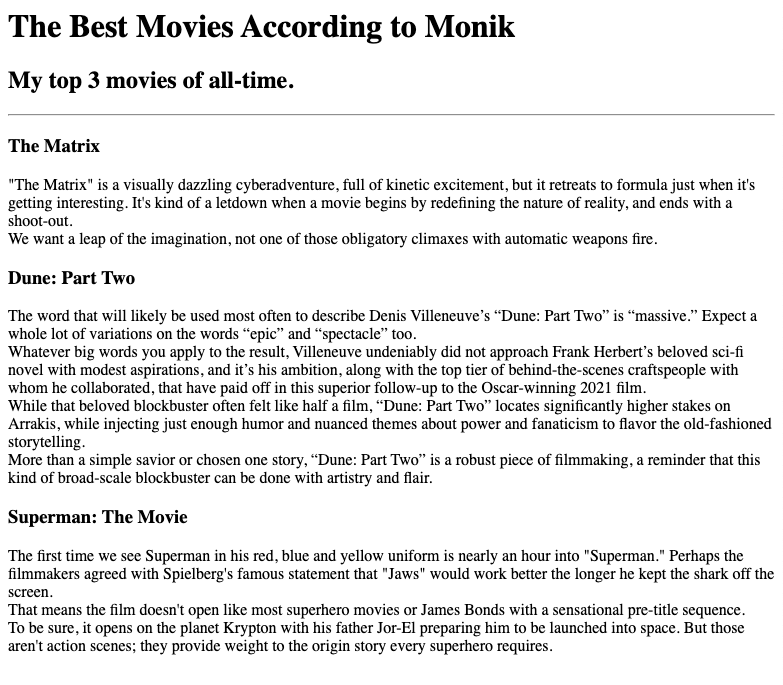 The Best Movies According to Monik
My top 3 movies of all-time.
The Matrix
"The Matrix" is a visually dazzling cyberadventure, full of kinetic excitement, but it retreats to formula just when it's
getting interesting. It's kind of a letdown when a movie begins by redefining the nature of reality, and ends with a
shoot-out.
We want a leap of the imagination, not one of those obligatory climaxes with automatic weapons fire.
Dune: Part Two
The word that will likely be used most often to describe Denis Villeneuve’s “Dune: Part Two” is “massive.” Expect a
whole lot of variations on the words “epic” and “spectacle” too.
Whatever big words you apply to the result, Villeneuve undeniably did not approach Frank Herbert’s beloved sci-fi
novel with modest aspirations, and it’s his ambition, along with the top tier of behind-the-scenes craftspeople with
whom he collaborated, that have paid off in this superior follow-up to the Oscar-winning 2021 film.
While that beloved blockbuster often felt like half a film, “Dune: Part Two” locates significantly higher stakes on
Arrakis, while injecting just enough humor and nuanced themes about power and fanaticism to flavor the old-fashioned
storytelling.
More than a simple savior or chosen one story, “Dune: Part Two” is a robust piece of filmmaking, a reminder that this
kind of broad-scale blockbuster can be done with artistry and flair.
Superman: The Movie
The first time we see Superman in his red, blue and yellow uniform is nearly an hour into "Superman." Perhaps the
filmmakers agreed with Spielberg's famous statement that "Jaws" would work better the longer he kept the shark off the
screen.
That means the film doesn't open like most superhero movies or James Bonds with a sensational pre-title sequence.
To be sure, it opens on the planet Krypton with his father Jor-El preparing him to be launched into space. But those
aren't action scenes; they provide weight to the origin story every superhero requires.